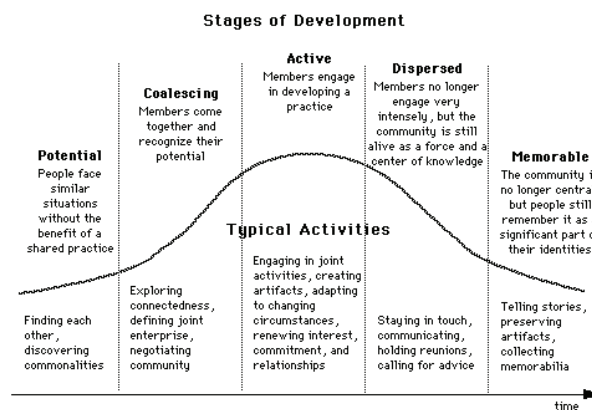 Stages of Development
Potential
People face
similar
situations
without the
benefit of a
shared practice
Coalescing
Members come
together and
recognize their
potential
Active
Members engage
in developing a
practice
Dispersed
Members no longer
engage very
intensely, but the
community is still
alive as a force and a
center of knowledge
Memorable
The community i
no longer centra
but people still
remember it as
significant part o
their identities
Typical Activities
Finding each
other,
discovering
commonalities
Exploring
connectedness,
defining joint
enterprise,
negotiating
community
Engaging in joint
activities, creating
artifacts, adapting
to changing
circumstances,
renewing interest,
commitment, and
relationships
Staying in touch,
communicating,
holding reunions,
calling for advice
Telling stories,
preserving
artifacts,
collecting
memorabilia
time